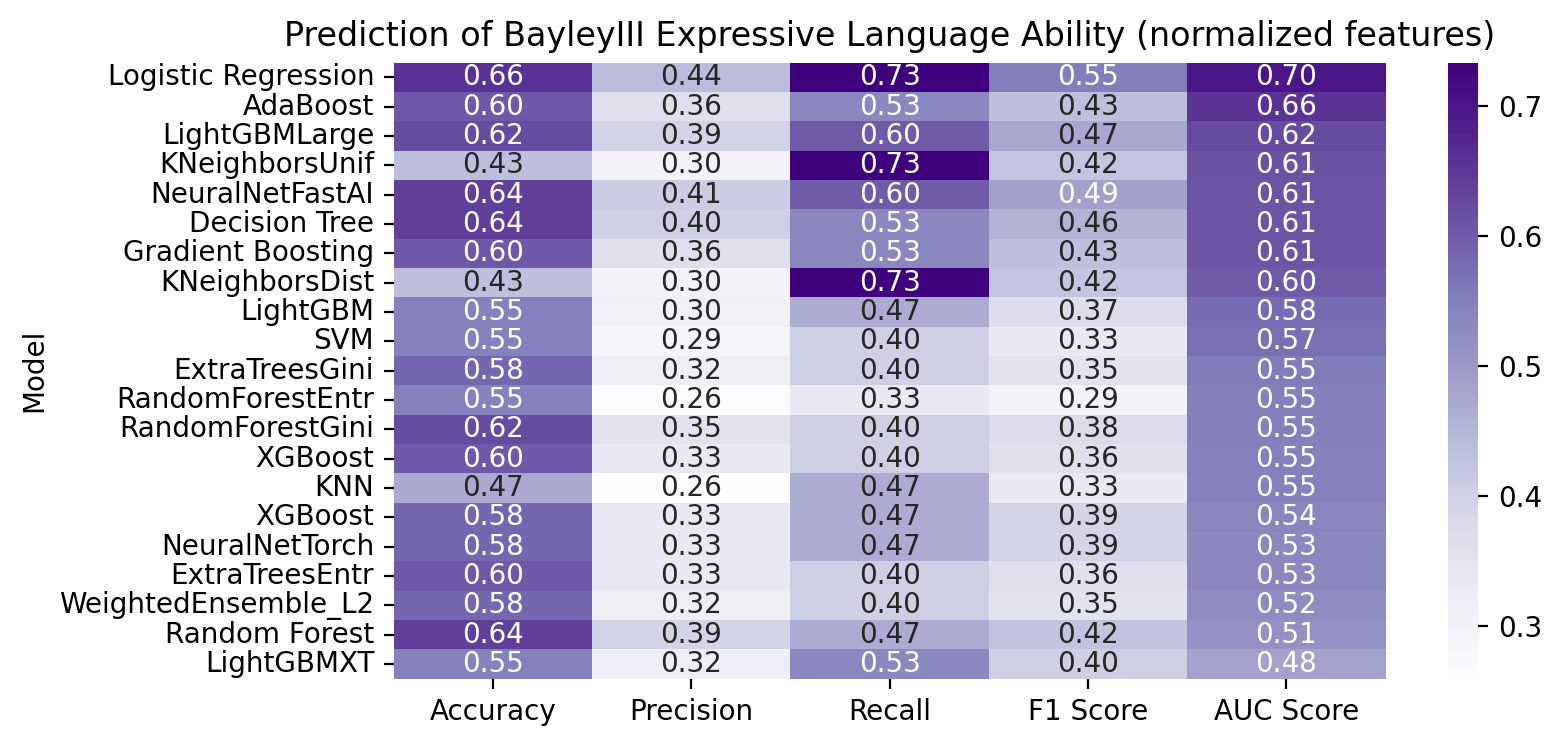 Prediction of BayleyIII Expressive Language Ability (normalized features)
Model
Logistic Regression 0.66 0.44 0.73 0.55 0.70
AdaBoost 0.60 0.36 0.53 0.43 0.66
LightGBMLarge 0.62 0.39 0.60 0.47 0.62
KNeighborsUnif 0.43 0.30 0.73 0.42 0.61
NeuralNetFastAI 0.64 0.41 0.60 0.49 0.61
Decision Tree 0.64 0.40 0.53 0.46 0.61
Gradient Boosting 0.60 0.36 0.53 0.43 0.61
KNeighborsDist 0.43 0.30 0.73 0.42 0.60
LightGBM 0.55 0.30 0.47 0.37 0.58
SVM 0.55 0.29 0.40 0.33 0.57
ExtraTreesGini 0.58 0.32 0.40 0.35 0.55
RandomForestEntr 0.55 0.26 0.33 0.29 0.55
RandomForestGini 0.62 0.35 0.40 0.38 0.55
XGBoost 0.60 0.33 0.40 0.36 0.55
KNN 0.47 0.26 0.47 0.33 0.55
XGBoost 0.58 0.33 0.47 0.39 0.54
NeuralNetTorch 0.58 0.33 0.47 0.39 0.53
ExtraTreesEntr 0.60 0.33 0.40 0.36 0.53
WeightedEnsemble_L2 0.58 0.32 0.40 0.35 0.52
Random Forest 0.64 0.39 0.47 0.42 0.51
LightGBMXT 0.55 0.32 0.53 0.40 0.48
Accuracy Precision Recall F1 Score AUC Score
0.7
0.6
0.5
0.4
0.3